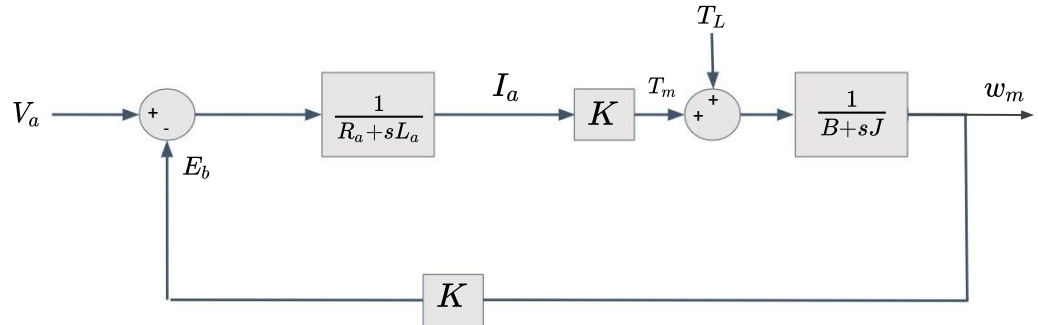 T_L
V_a
+
-
1
R_a+sL_a
I_a
K
T_m
+
+
1
B+sJ
w_m
E_b
K